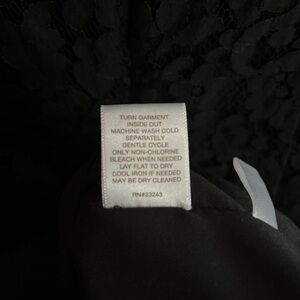 TURN GARMENT
INSIDE OUT
MACHINE WASH COLD
SEPARATELY
GENTLE CYCLE
ONLY NON-CHLORINE
BLEACH WHEN NEEDED
LAY FLAT TO DRY
COOL IRON IF NEEDED
MAY BE DRY CLEANED
RN#23243